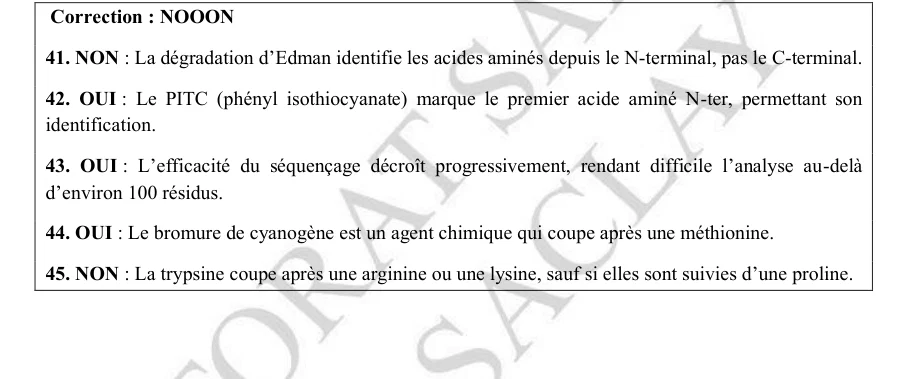 Correction : NOOON
41. NON : La dégradation d'Edman identifie les acides aminés depuis le N-terminal, pas le C-terminal.
42. OUI : Le PITC (phényl isothiocyanate) marque le premier acide aminé N-ter, permettant son
identification.
43. OUI : L'efficacité du séquençage décroît progressivement, rendant difficile l'analyse au-delà
d'environ 100 résidus.
44. OUI : Le bromure de cyanogène est un agent chimique qui coupe après une méthionine.
45. NON : La trypsine coupe après une arginine ou une lysine, sauf si elles sont suivies d'une proline.
SACLAY